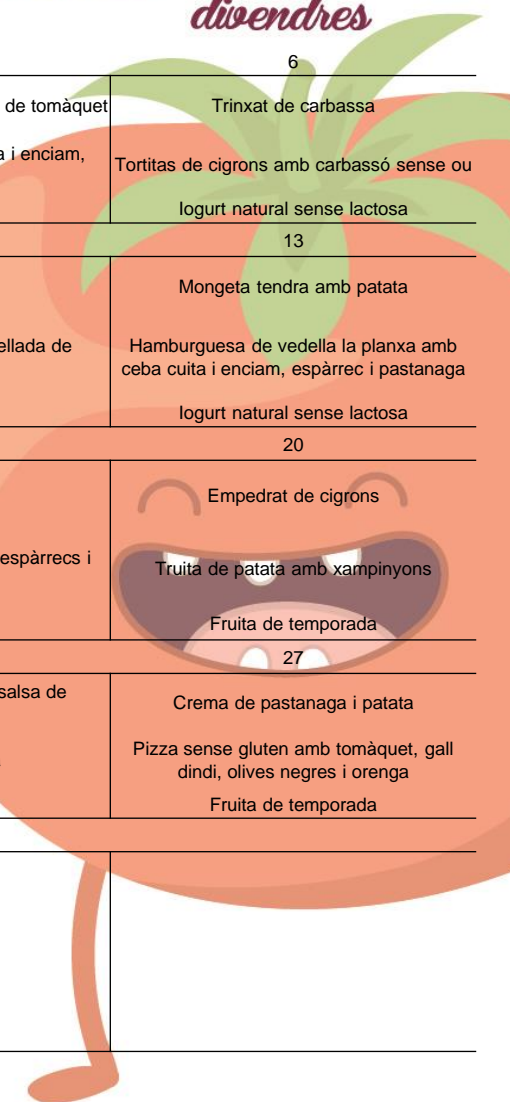 divendres
6
de tomàquet
Trinxat de carbassa
i enciam,
Tortitas de cigrons amb carbassó sense ou
Iogurt natural sense lactosa
13
Mongeta tendra amb patata
ellada de
Hamburguesa de vedella la planxa amb
ceba cuita i enciam, espàrrec i pastanaga
Iogurt natural sense lactosa
20
Empedrat de cigrons
espàrrecs i
Truita de patata amb xampinyons
Fruita de temporada
27
salsa de
Crema de pastanaga i patata
Pizza sense gluten amb tomàquet, gall
dindi, olives negres i orenga
Fruita de temporada